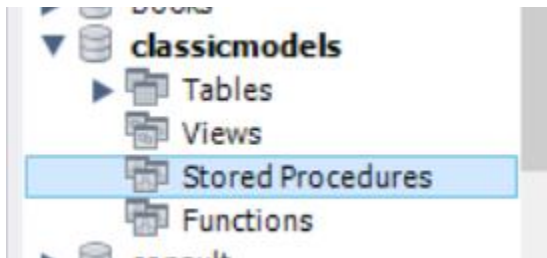 classicmodels
Tables
Views
Stored Procedures
Functions